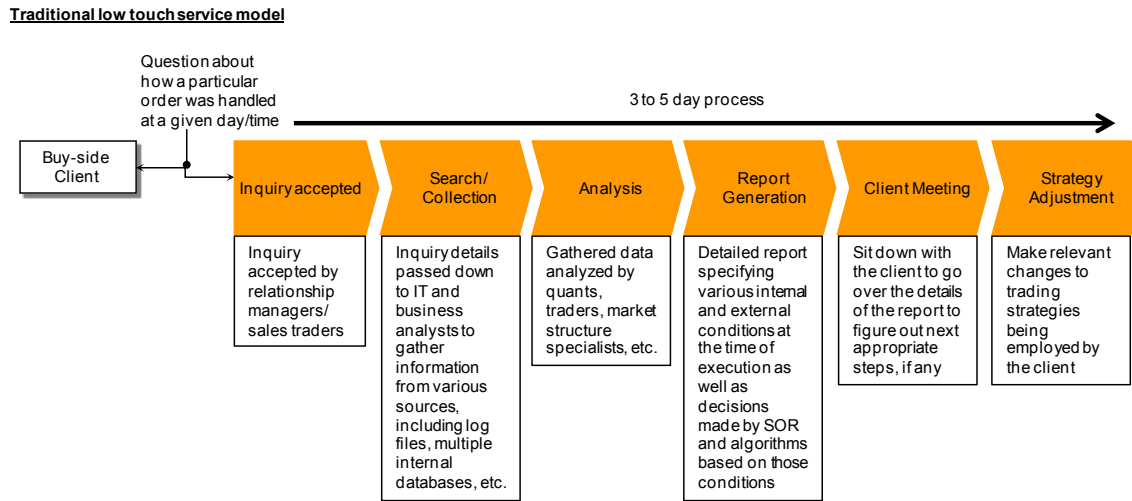 Traditional low touch service model
Question about
how a particular
order was handled
at a given day/time
3 to 5 day process
Buy-side
Client
Inquiry accepted
Search/
Collection
Analysis
Report
Generation
Client Meeting
Strategy
Adjustment
Inquiry
accepted by
relationship
managers/
sales traders
Inquiry details
passed down
to IT and
business
analysts to
gather
information
from various
sources,
including log
files, multiple
internal
databases, etc.
Gathered data
analyzed by
quants,
traders, market
structure
specialists, etc.
Detailed report
specifying
various internal
and external
conditions at
the time of
execution as
well as
decisions
made by SOR
and algorithms
based on those
conditions
Sit down with
the client to go
over the details
of the report to
figure out next
appropriate
steps, if any
Make relevant
changes to
trading
strategies
being
employed by
the client